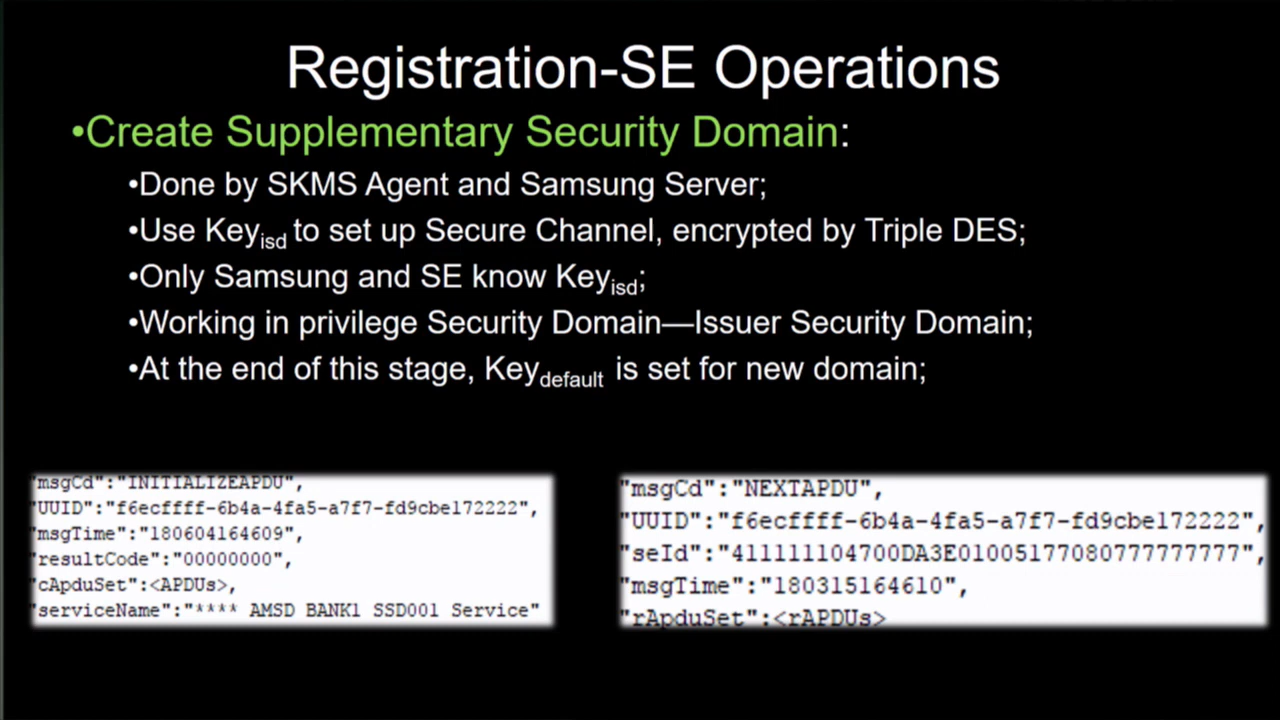 Registration-SE Operations
•Create Supplementary Security Domain:
•Done by SKMS Agent and Samsung Server;
•Use Keyisd to set up Secure Channel, encrypted by Triple DES;
•Only Samsung and SE know Keyisd;
•Working in privilege Security Domain—Issuer Security Domain;
•At the end of this stage, Keydefault is set for new domain;
"msgCd":"INITIALIZEAPDU",
"UUID":"f6ecffff-6b4a-4fa5-a7f7-fd9cbe172222",
"msgTime":"180604164609",
"resultCode":"00000000",
"cApduSet":<APDUs>,
"serviceName":"**** AMSD BANK1 SSD001 Service"
"msgCd":"NEXTAPDU",
"UUID":"f6ecffff-6b4a-4fa5-a7f7-fd9cbe172222",
"seId":"411111104700DA3E01005177080777777777",
"msgTime":"180315164610",
"rApduSet":<rAPDUs>